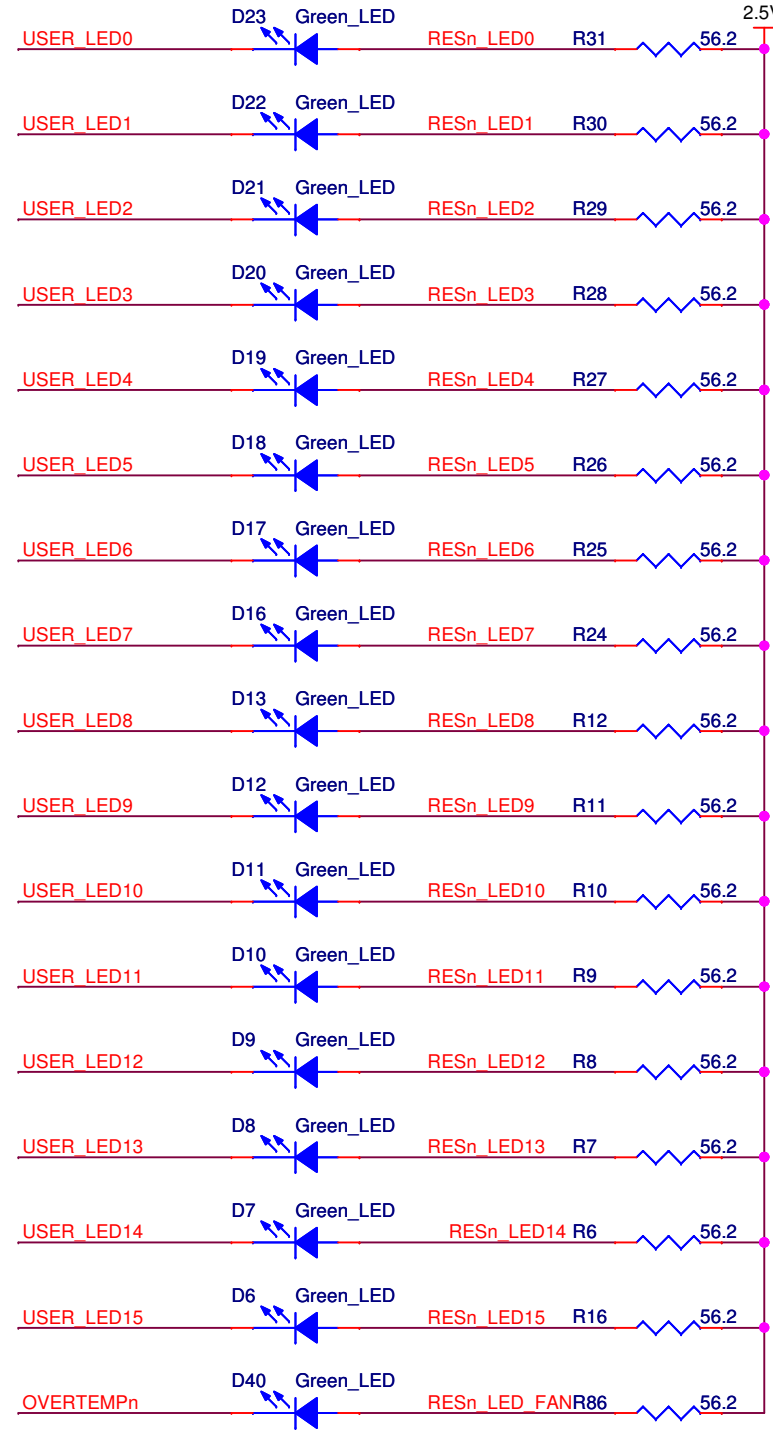 2.5V
D23 Green_LED
USER_LED0 RESn_LED0 R31 56.2
D22 Green_LED
USER_LED1 RESn_LED1 R30 56.2
D21 Green_LED
USER_LED2 RESn_LED2 R29 56.2
D20 Green_LED
USER_LED3 RESn_LED3 R28 56.2
D19 Green_LED
USER_LED4 RESn_LED4 R27 56.2
D18 Green_LED
USER_LED5 RESn_LED5 R26 56.2
D17 Green_LED
USER_LED6 RESn_LED6 R25 56.2
D16 Green_LED
USER_LED7 RESn_LED7 R24 56.2
D13 Green_LED
USER_LED8 RESn_LED8 R12 56.2
D12 Green_LED
USER_LED9 RESn_LED9 R11 56.2
D11 Green_LED
USER_LED10 RESn_LED10 R10 56.2
D10 Green_LED
USER_LED11 RESn_LED11 R9 56.2
D9 Green_LED
USER_LED12 RESn_LED12 R8 56.2
D8 Green_LED
USER_LED13 RESn_LED13 R7 56.2
D7 Green_LED
USER_LED14 RESn_LED14 R6 56.2
D6 Green_LED
USER_LED15 RESn_LED15 R16 56.2
D40 Green_LED
OVERTEMPn RESn_LED_FAN R86 56.2